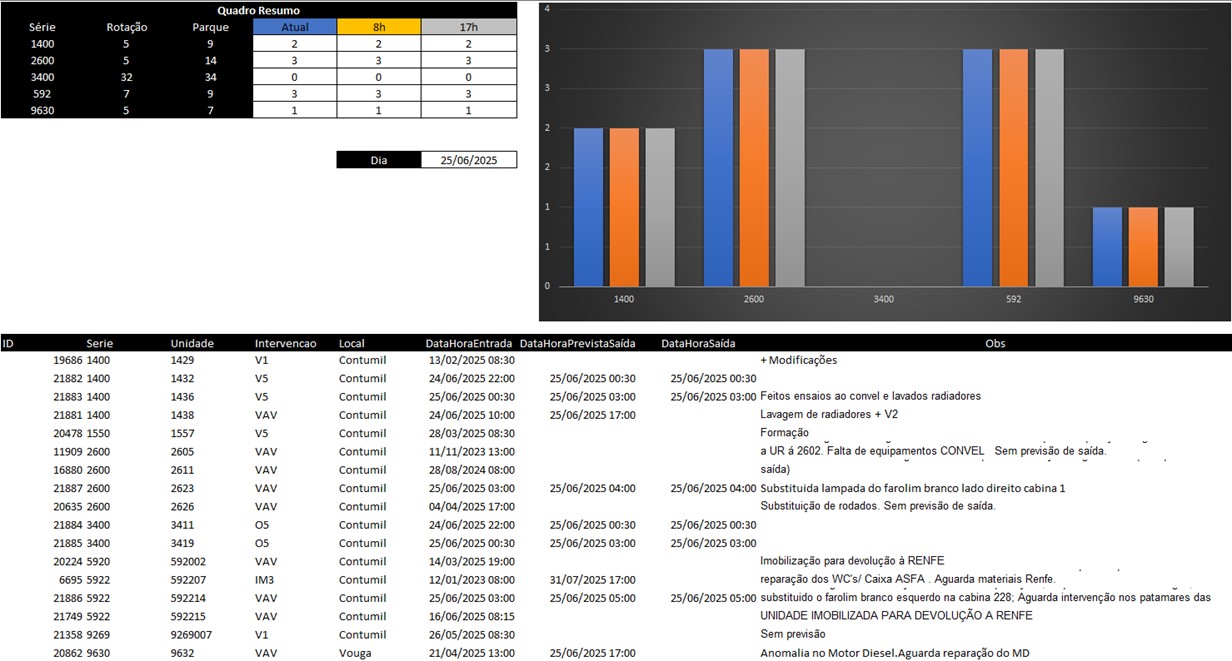 Quadro Resumo
Série Rotação Parque Atual 8h 17h
1400 5 9 2 2 2
2600 5 14 3 3 3
3400 32 34 0 0 0
592 7 9 3 3 3
9630 5 7 1 1 1
Dia 25/06/2025
4
3
3
2
2
1
1
0
1400 2600 3400 592 9630
ID Serie Unidade Intervencao Local DataHoraEntrada DataHoraPrevistaSaída DataHoraSaída Obs
19686 1400 1429 V1 Contumil 13/02/2025 08:30 + Modificações
21882 1400 1432 V5 Contumil 24/06/2025 22:00 25/06/2025 00:30 25/06/2025 00:30
21883 1400 1436 V5 Contumil 25/06/2025 00:30 25/06/2025 03:00 25/06/2025 03:00 Feitos ensaios ao convel e lavados radiadores
21881 1400 1438 VAV Contumil 24/06/2025 10:00 25/06/2025 17:00 Lavagem de radiadores + V2
20478 1550 1557 V5 Contumil 28/03/2025 08:30 Formação
11909 2600 2605 VAV Contumil 11/11/2023 13:00 a UR á 2602. Falta de equipamentos CONVEL Sem previsão de saída.
16880 2600 2611 VAV Contumil 28/08/2024 08:00 saída)
21887 2600 2623 VAV Contumil 25/06/2025 03:00 25/06/2025 04:00 25/06/2025 04:00 Substituida lampada do farolim branco lado direito cabina 1
20635 2600 2626 VAV Contumil 04/04/2025 17:00 Substituição de rodados. Sem previsão de saída.
21884 3400 3411 O5 Contumil 24/06/2025 22:00 25/06/2025 00:30 25/06/2025 00:30
21885 3400 3419 O5 Contumil 25/06/2025 00:30 25/06/2025 03:00 25/06/2025 03:00
20224 5920 592002 VAV Contumil 14/03/2025 19:00 Imobilização para devolução à RENFE
6695 5922 592207 IM3 Contumil 12/01/2023 08:00 31/07/2025 17:00 reparação dos WC's/ Caixa ASFA . Aguarda materiais Renfe.
21886 5922 592214 VAV Contumil 25/06/2025 03:00 25/06/2025 05:00 25/06/2025 05:00 substituido o farolim branco esquerdo na cabina 228; Aguarda intervenção nos patamares das
21749 5922 592215 VAV Contumil 16/06/2025 08:15 UNIDADE IMOBILIZADA PARA DEVOLUÇÃO A RENFE
21358 9269 9269007 V1 Contumil 26/05/2025 08:30 Sem previsão
20862 9630 9632 VAV Vouga 21/04/2025 13:00 25/06/2025 17:00 Anomalia no Motor Diesel.Aguarda reparação do MD